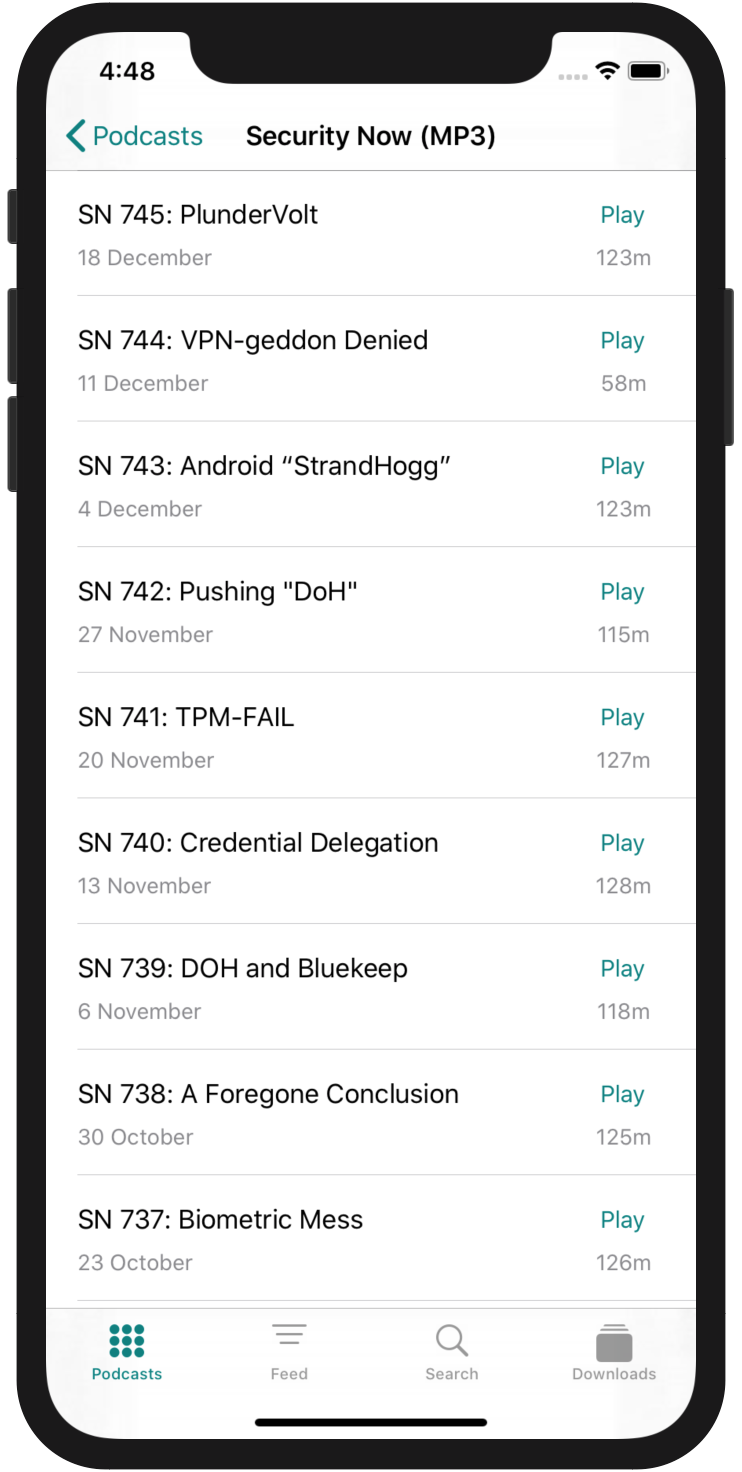 4:48
Podcasts Security Now (MP3)
SN 745: PlunderVolt Play
18 December 123m
SN 744: VPN-geddon Denied Play
11 December 58m
SN 743: Android “StrandHogg” Play
4 December 123m
SN 742: Pushing "DoH" Play
27 November 115m
SN 741: TPM-FAIL Play
20 November 127m
SN 740: Credential Delegation Play
13 November 128m
SN 739: DOH and Bluekeep Play
6 November 118m
SN 738: A Foregone Conclusion Play
30 October 125m
SN 737: Biometric Mess Play
23 October 126m
Podcasts Feed Search Downloads